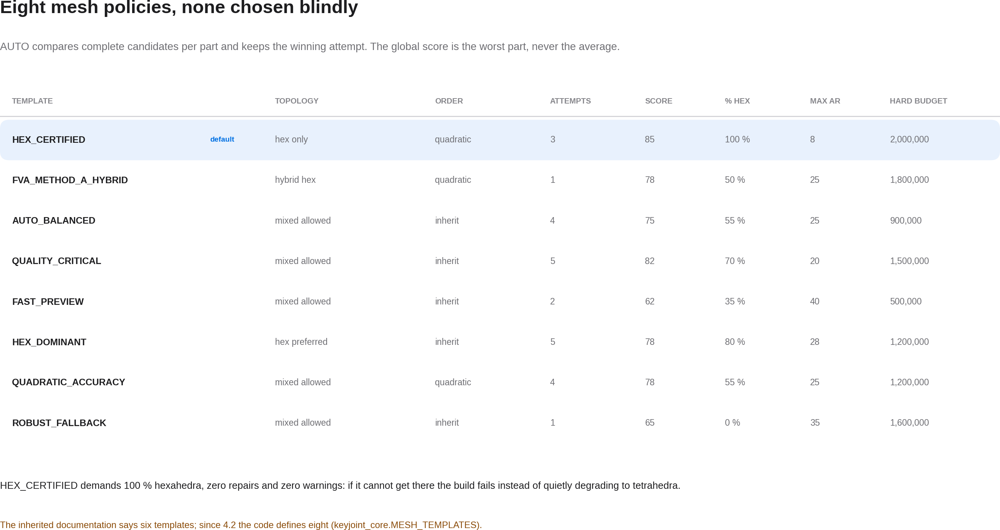 Eight mesh policies, none chosen blindly
AUTO compares complete candidates per part and keeps the winning attempt. The global score is the worst part, never the average.
TEMPLATE TOPOLOGY ORDER ATTEMPTS SCORE % HEX MAX AR HARD BUDGET
HEX_CERTIFIED default hex only quadratic 3 85 100 % 8 2,000,000
FVA_METHOD_A_HYBRID hybrid hex quadratic 1 78 50 % 25 1,800,000
AUTO_BALANCED mixed allowed inherit 4 75 55 % 25 900,000
QUALITY_CRITICAL mixed allowed inherit 5 82 70 % 20 1,500,000
FAST_PREVIEW mixed allowed inherit 2 62 35 % 40 500,000
HEX_DOMINANT hex preferred inherit 5 78 80 % 28 1,200,000
QUADRATIC_ACCURACY mixed allowed quadratic 4 78 55 % 25 1,200,000
ROBUST_FALLBACK mixed allowed inherit 1 65 0 % 35 1,600,000
HEX_CERTIFIED demands 100 % hexahedra, zero repairs and zero warnings: if it cannot get there the build fails instead of quietly degrading to tetrahedra.
The inherited documentation says six templates; since 4.2 the code defines eight (keyjoint_core.MESH_TEMPLATES).